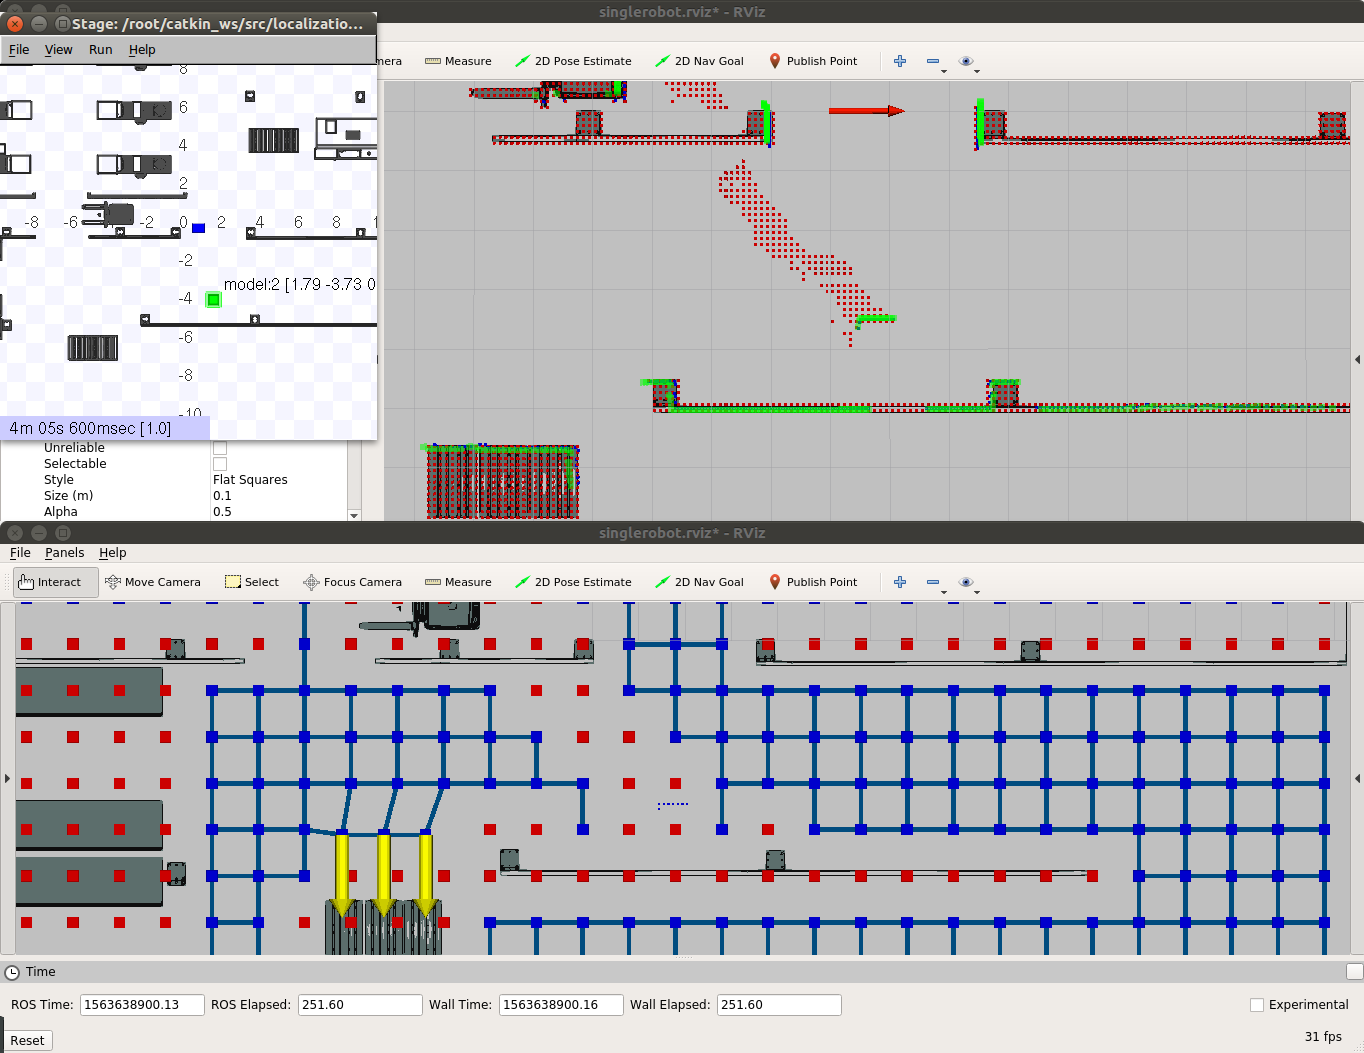 singlerobot.rviz* - RViz
Stage: /root/catkin_ws/src/localizatio...
File View Run Help
mera Measure 2D Pose Estimate 2D Nav Goal Publish Point
8
6
4
2
-8 -6 -2 0 2 4 6 8 1
-2
model:2 [1.79 -3.73 0
-4
-6
-8
-10
4m 05s 600msec [1.0]
Unreliable
Selectable
Style Flat Squares
Size (m) 0.1
Alpha 0.5
singlerobot.rviz* - RViz
File Panels Help
Interact Move Camera Select Focus Camera Measure 2D Pose Estimate 2D Nav Goal Publish Point
Time
ROS Time: 1563638900.13 ROS Elapsed: 251.60 Wall Time: 1563638900.16 Wall Elapsed: 251.60 Experimental
Reset 31 fps